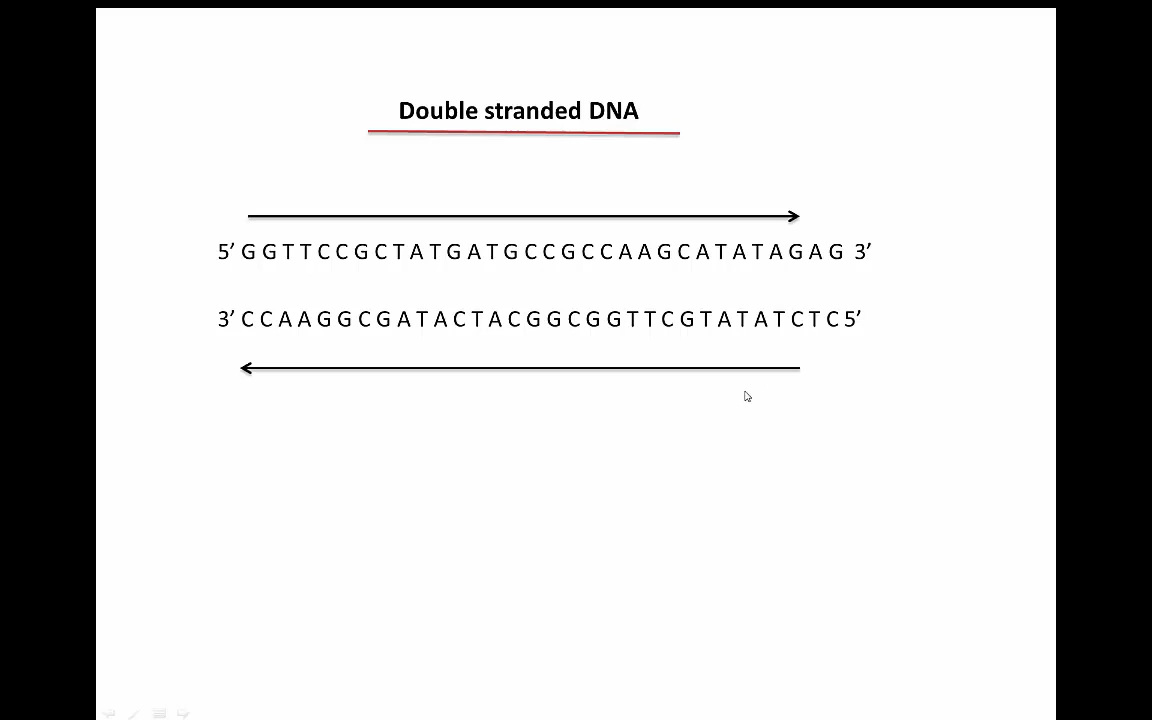 Double stranded DNA
5’ G G T T C C G C T A T G A T G C C G C C A A G C A T A T A G A G 3’
3’ C C A A G G C G A T A C T A C G G C G G T T C G T A T A T C T C 5’